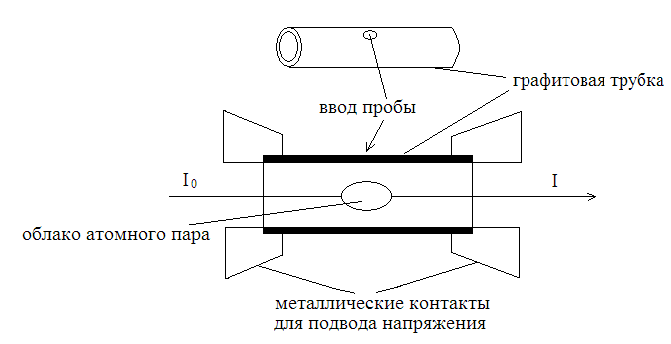 графитовая трубка
ввод пробы
I₀
I
облако атомного пара
металлические контакты
для подвода напряжения